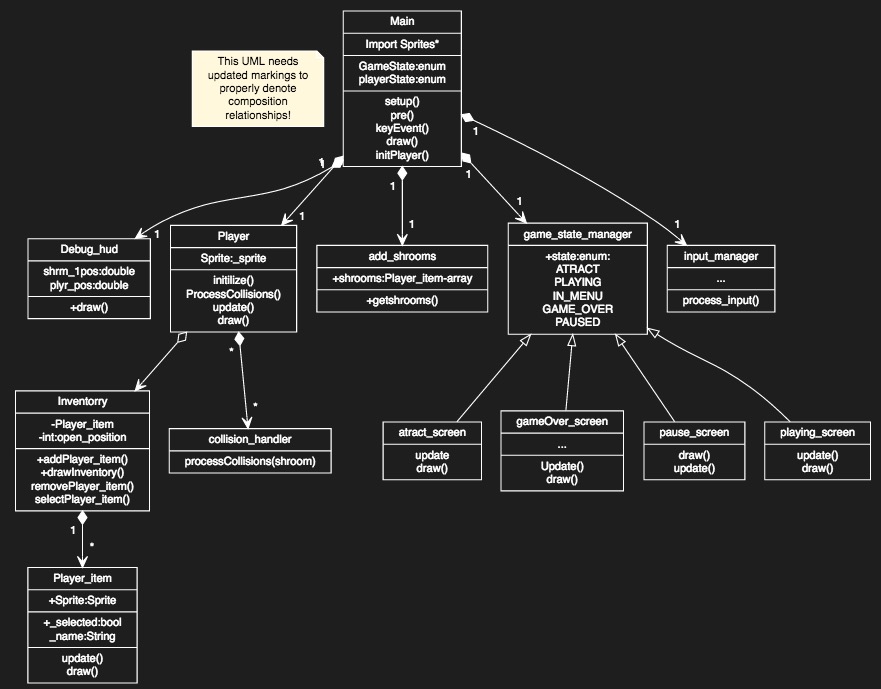 Main
Import Sprites*
GameState:enum
playerState:enum
setup()
pre()
keyEvent()
draw()
initPlayer()
This UML needs
updated markings to
properly denote
composition
relationships!
1
1
1
1
1
1
1
1
1
1
Debug_hud
shrm_1pos:double
plyr_pos:double
+draw()
Player
Sprite:_sprite
initilize()
ProcessCollisions()
update()
draw()
add_shrooms
+shrooms:Player_item-array
+getshrooms()
game_state_manager
+state:enum:
ATRACT
PLAYING
IN_MENU
GAME_OVER
PAUSED
input_manager
...
process_input()
*
*
Inventorry
-Player_item
-int:open_position
+addPlayer_item()
+drawInventory()
removePlayer_item()
selectPlayer_item()
collision_handler
processCollisions(shroom)
atract_screen
update
draw()
gameOver_screen
...
Update()
draw()
pause_screen
draw()
update()
playing_screen
update()
draw()
1
*
Player_item
+Sprite:Sprite
+_selected:bool
_name:String
update()
draw()